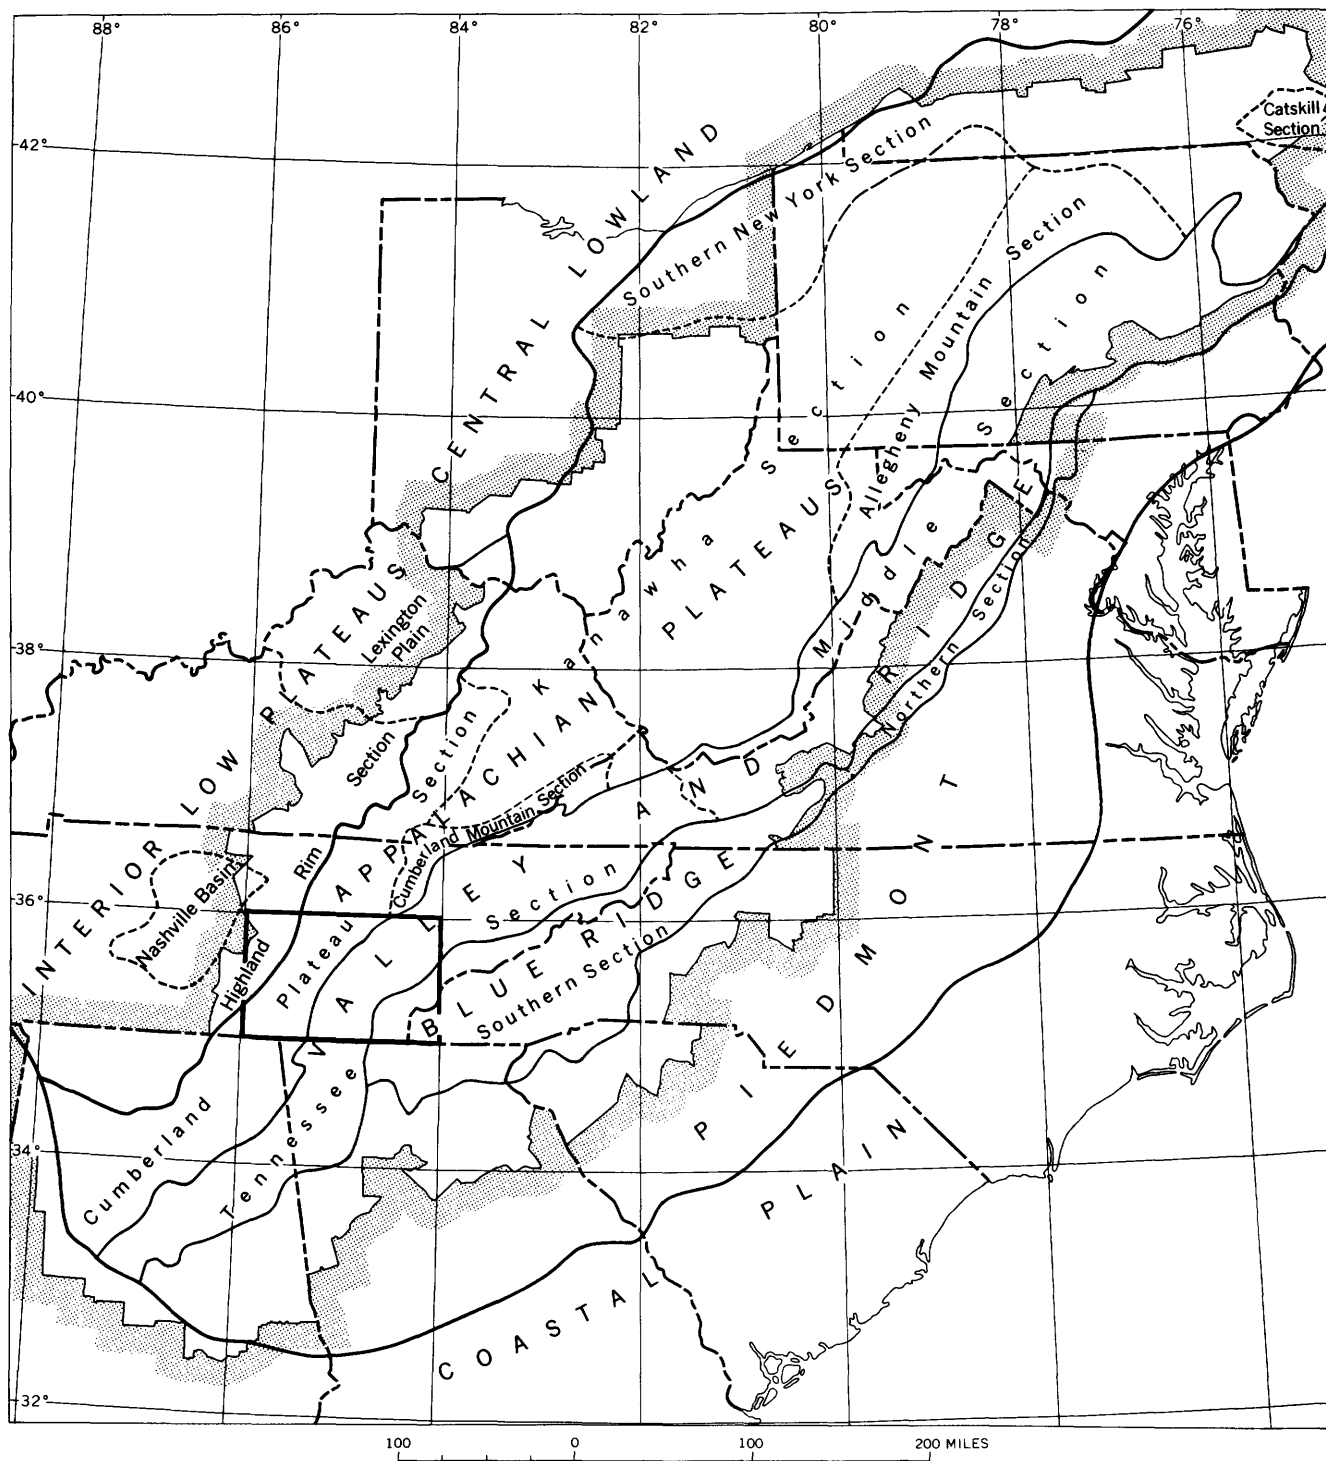 88° 86° 84° 82° 80° 78° 76°
42°
40°
38°
36°
34°
32°
Catskill
Section
CENTRAL LOWLAND
Southern New York Section
Allegheny Mountain Section
Kanawha Section
APPALACHIAN PLATEAUS
Middle Section
INTERIOR LOW PLATEAUS
Lexington
Plain
Nashville Basin
Highland Rim Section
Cumberland Plateau Section
Cumberland Mountain Section
VALLEY AND RIDGE
Tennessee Section
BLUE RIDGE
Northern Section
Southern Section
PIEDMONT
COASTAL PLAIN
100 0 100 200 MILES